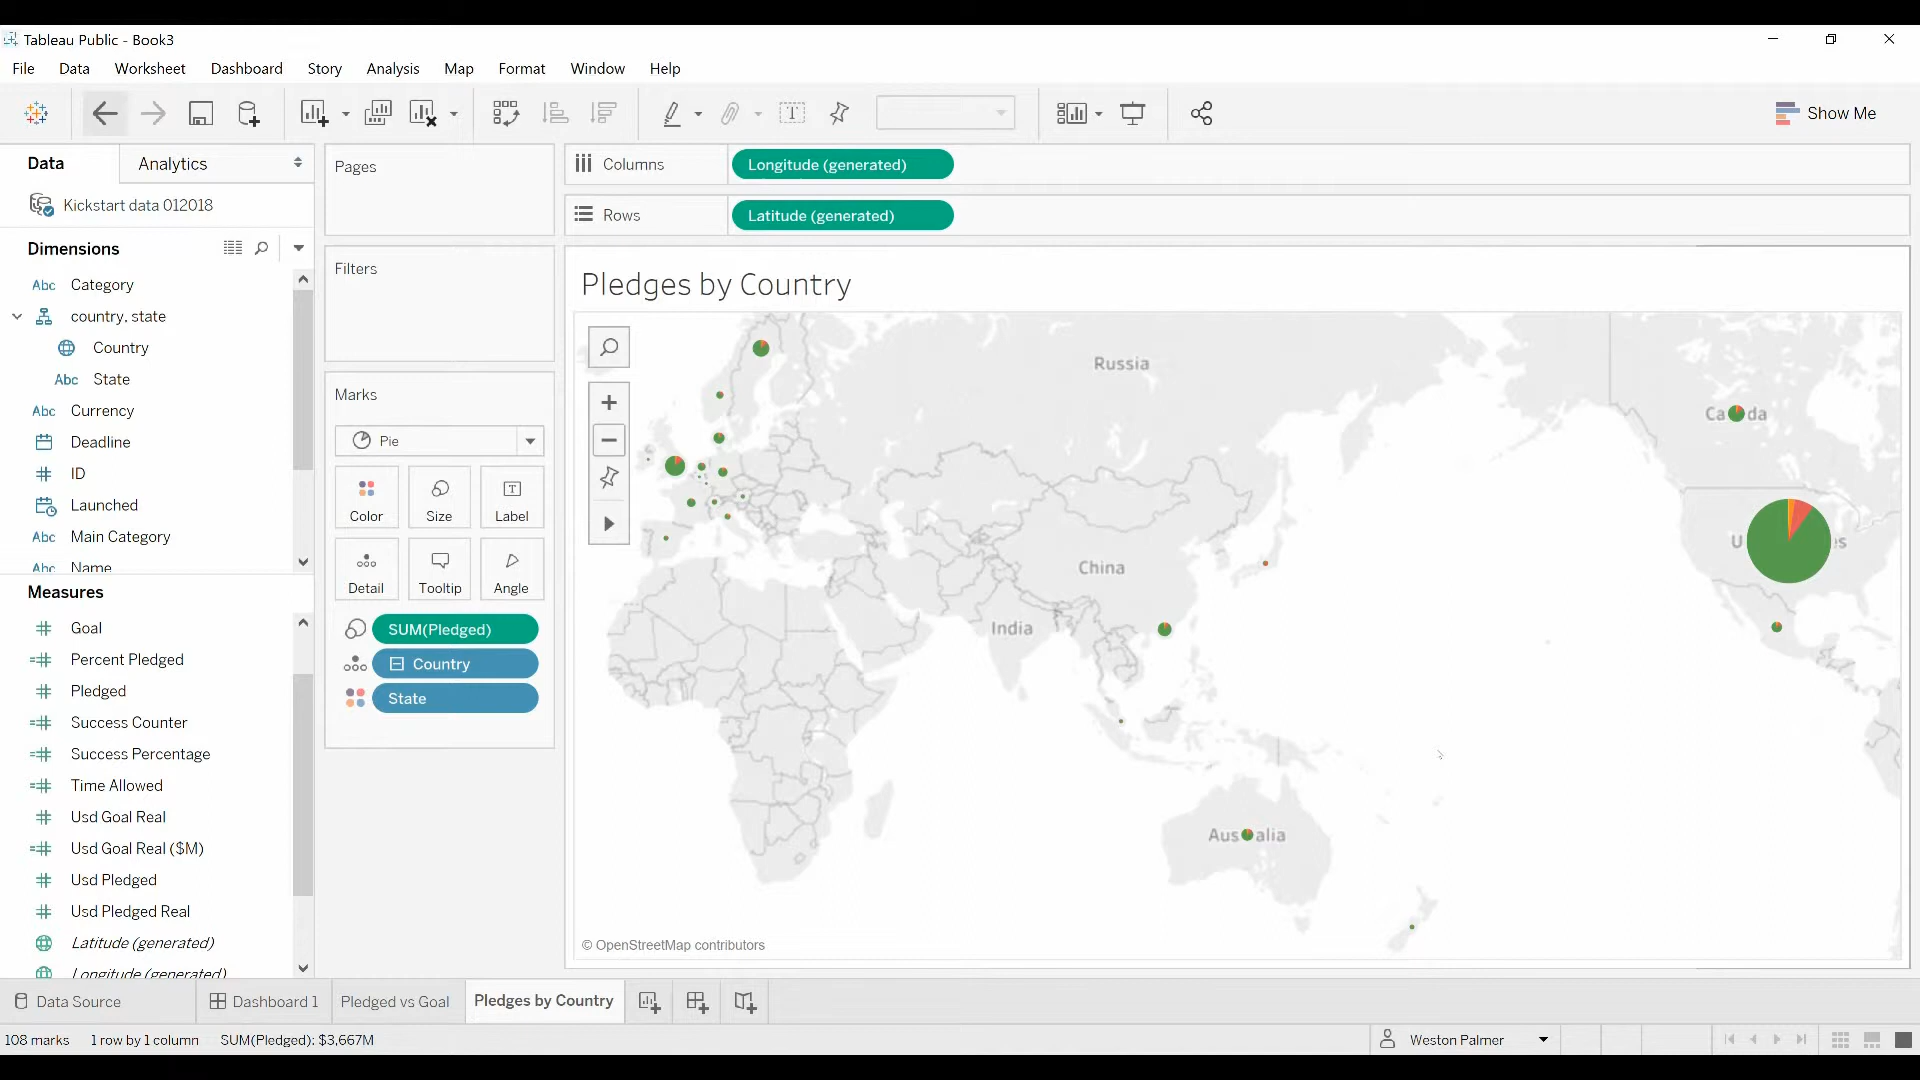 Tableau Public - Book3
File Data Worksheet Dashboard Story Analysis Map Format Window Help
Show Me
Data Analytics
Kickstart data 012018
Dimensions
Abc Category
country, state
Country
Abc State
Abc Currency
Deadline
ID
Launched
Abc Main Category
Abc Name
Measures
Goal
Percent Pledged
Pledged
Success Counter
Success Percentage
Time Allowed
Usd Goal Real
Usd Goal Real ($M)
Usd Pledged
Usd Pledged Real
Latitude (generated)
Longitude (generated)
Pages
Filters
Marks
Pie
Color Size Label
Detail Tooltip Angle
SUM(Pledged)
Country
State
Columns Longitude (generated)
Rows Latitude (generated)
Pledges by Country
Russia
Ca da
U es
China
India
Aus alia
© OpenStreetMap contributors
Data Source Dashboard 1 Pledged vs Goal Pledges by Country
108 marks 1 row by 1 column SUM(Pledged): $3,667M Weston Palmer